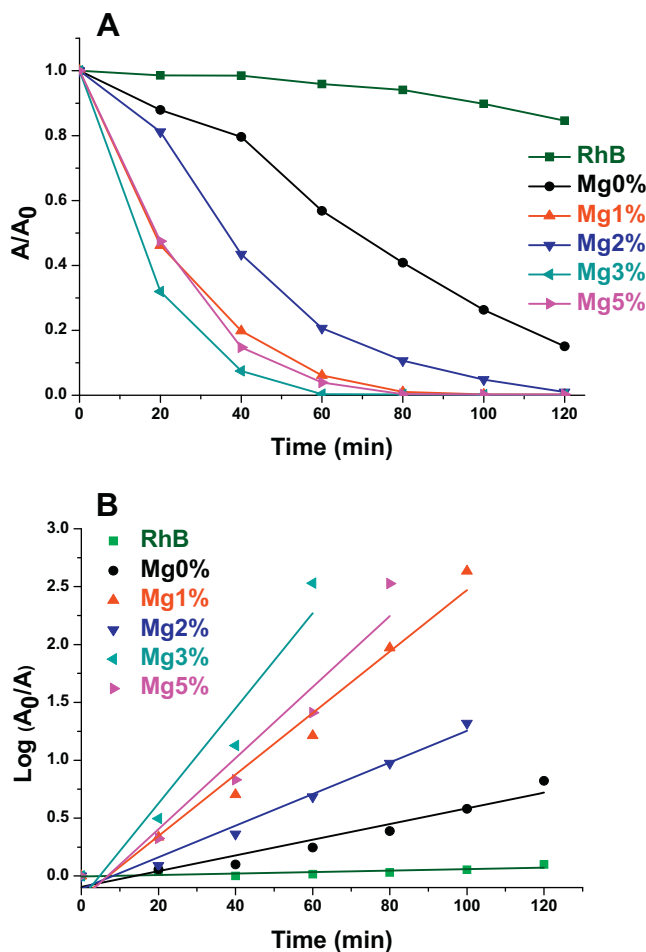 A
1.0
0.8
0.6
0.4
0.2
0.0
A/A0
0 20 40 60 80 100 120
Time (min)
RhB
Mg0%
Mg1%
Mg2%
Mg3%
Mg5%
B
3.0
2.5
2.0
1.5
1.0
0.5
0.0
Log (A0/A)
RhB
Mg0%
Mg1%
Mg2%
Mg3%
Mg5%
0 20 40 60 80 100 120
Time (min)